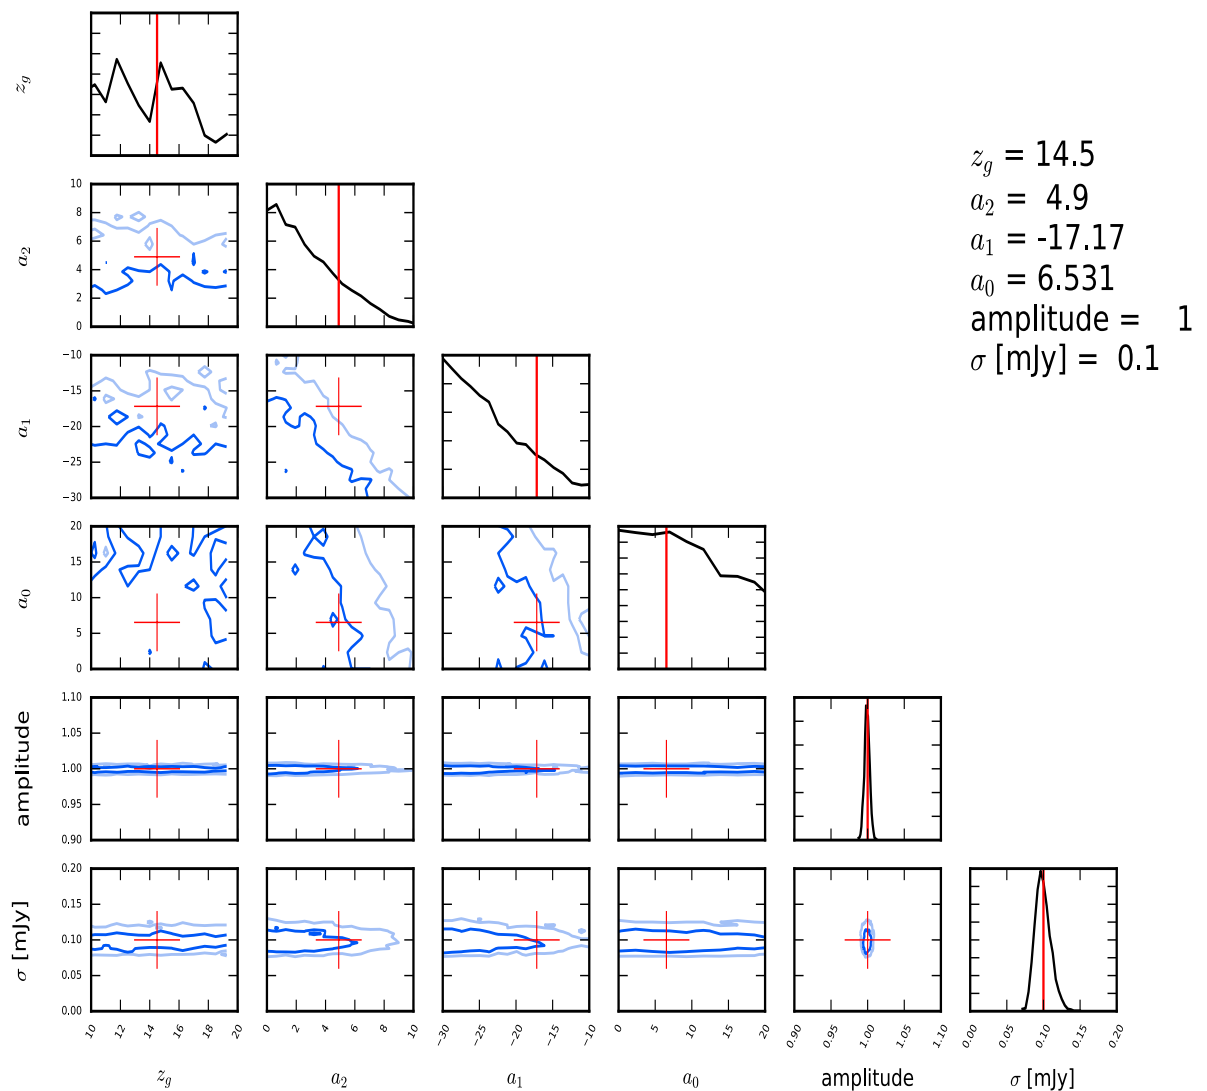 z_g
z_g = 14.5
a_2 = 4.9
a_1 = -17.17
a_0 = 6.531
amplitude = 1
σ [mJy] = 0.1
10
8
6
4
2
0
a_2
−10
−15
−20
−25
−30
a_1
20
15
10
5
0
a_0
1.10
1.05
1.00
0.95
0.90
amplitude
0.20
0.15
0.10
0.05
0.00
σ [mJy]
10 12 14 16 18 20 0 2 4 6 8 10 −30 −25 −20 −15 −10 0 5 10 15 20 0.90 0.95 1.00 1.05 1.10 0.00 0.05 0.10 0.15 0.20
z_g a_2 a_1 a_0 amplitude σ [mJy]